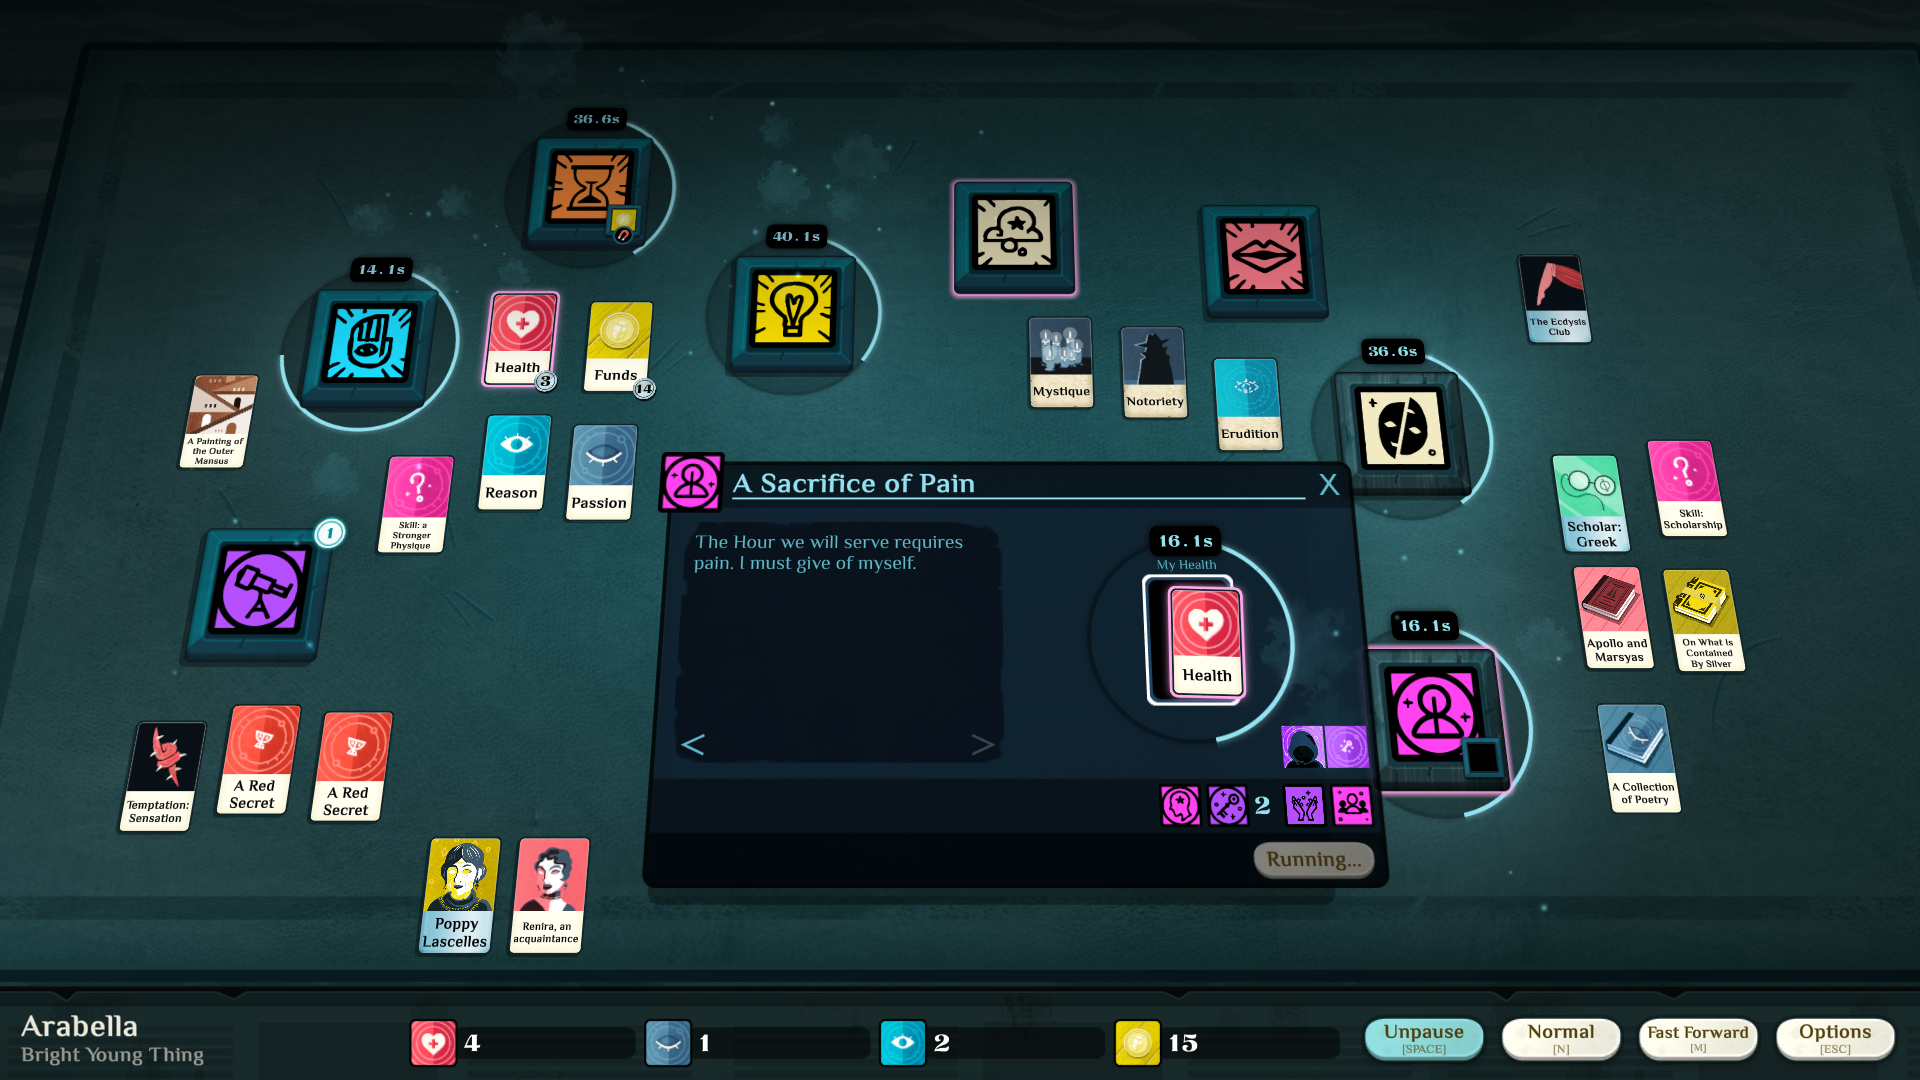 36.6s
14.1s
40.1s
Health
3
Funds
14
Mystique
Notoriety
Erudition
The Ecdysis
Club
36.6s
A Painting of
the Outer
Mansus
Reason
Passion
Skill: a
Stronger
Physique
1
A Sacrifice of Pain
X
The Hour we will serve requires
pain. I must give of myself.
<
>
16.1s
My Health
Health
2
Running...
16.1s
Scholar:
Greek
Skill:
Scholarship
Apollo and
Marsyas
On What Is
Contained
By Silver
A Collection
of Poetry
Temptation:
Sensation
A Red
Secret
A Red
Secret
Poppy
Lascelles
Renira, an
acquaintance
Arabella
Bright Young Thing
4
1
2
15
Unpause
[SPACE]
Normal
[N]
Fast Forward
[M]
Options
[ESC]